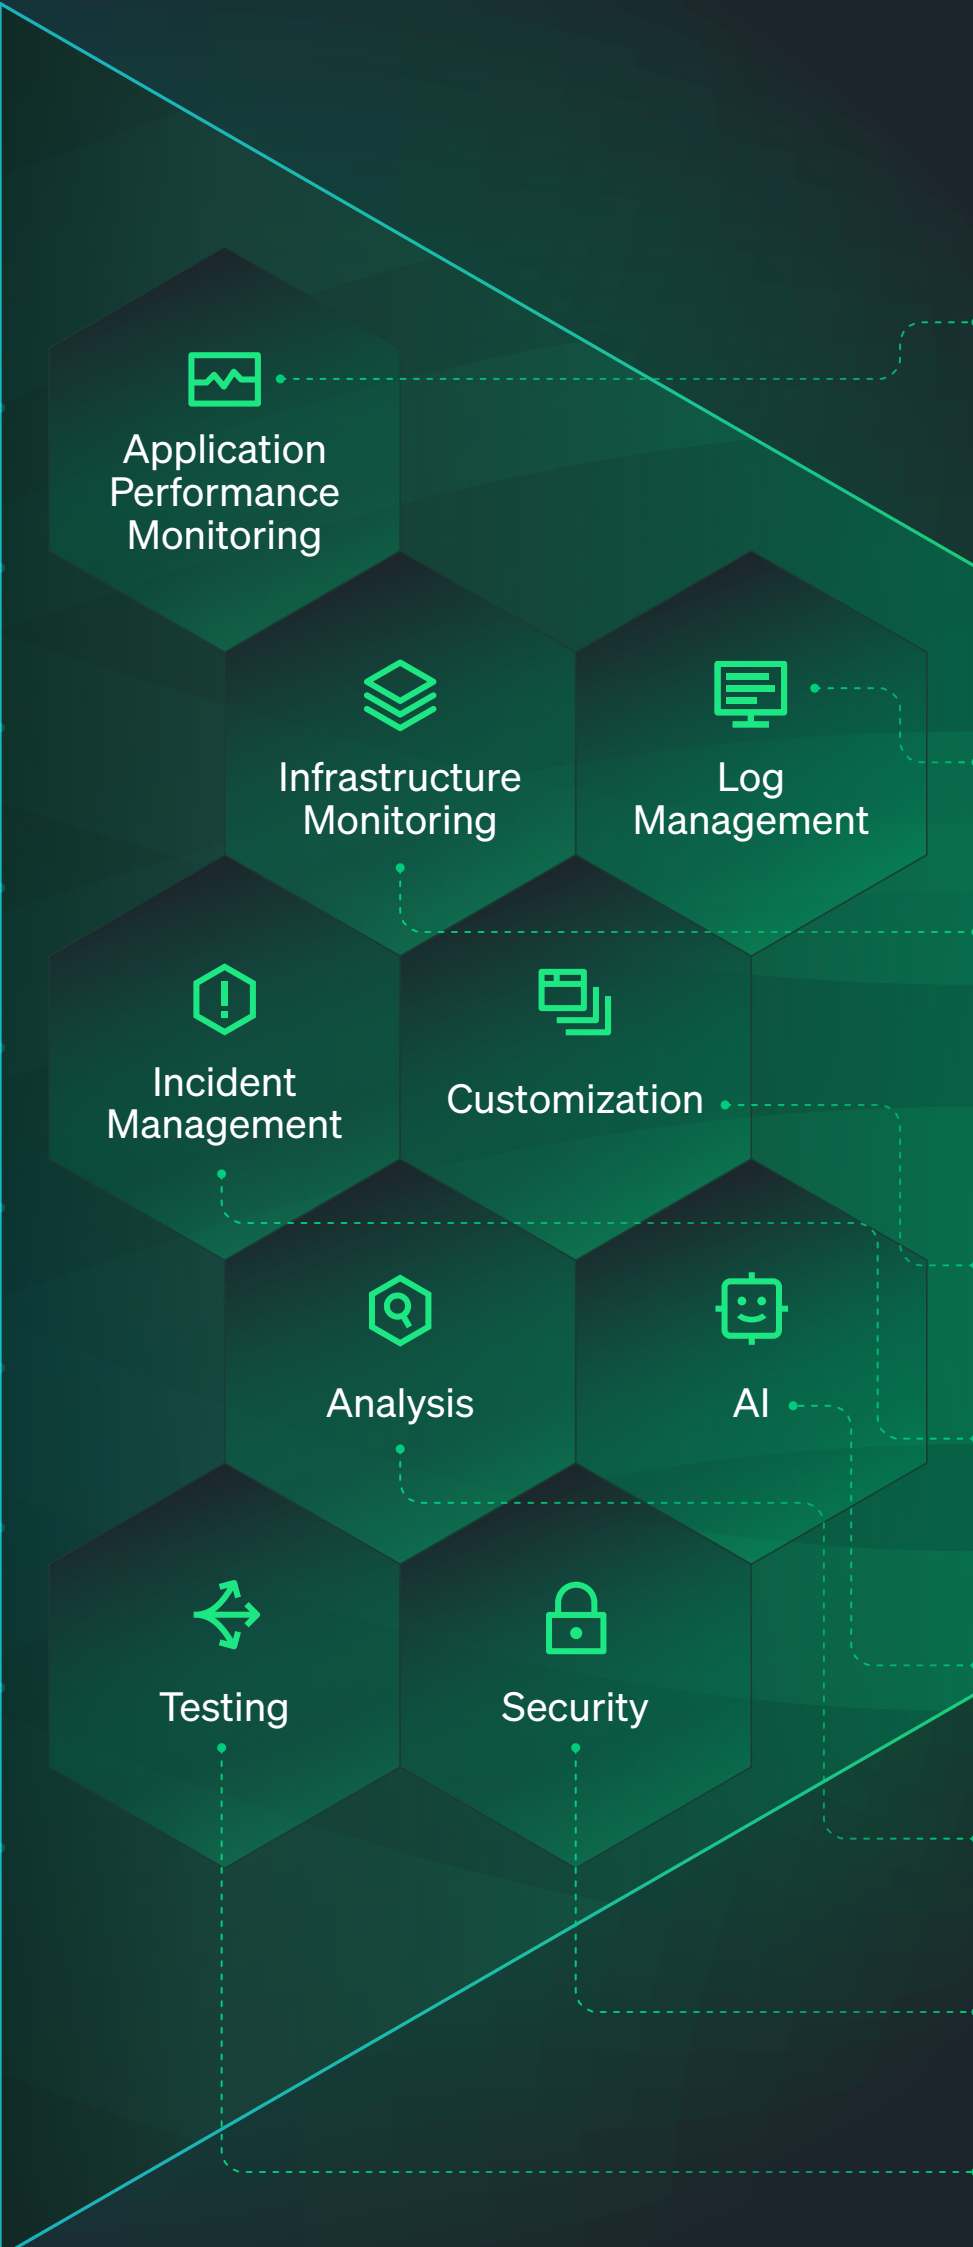 Application
Performance
Monitoring
Infrastructure
Monitoring
Log
Management
Incident
Management
Customization
Analysis
AI
Testing
Security